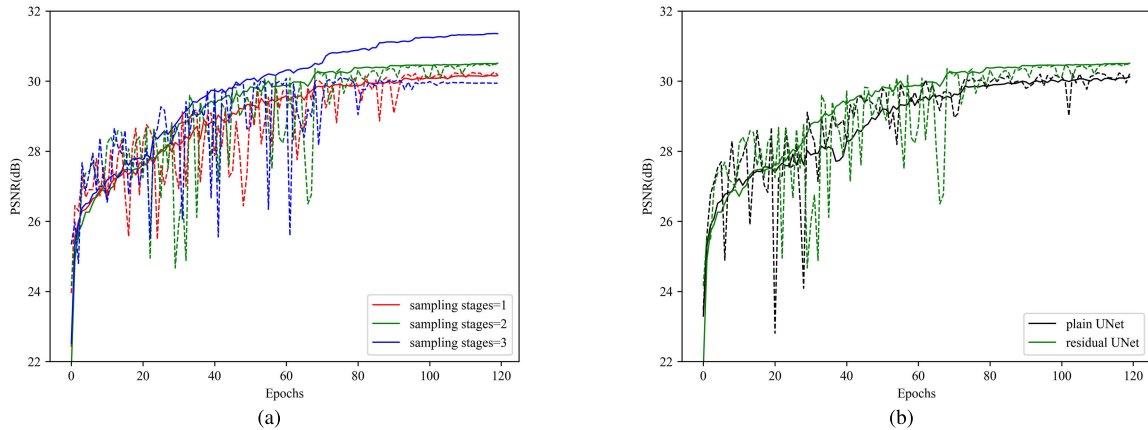 32
30
28
26
24
22
PSNR(dB)
0 20 40 60 80 100 120
Epochs
sampling stages=1
sampling stages=2
sampling stages=3
(a)
32
30
28
26
24
22
PSNR(dB)
0 20 40 60 80 100 120
Epochs
plain UNet
residual UNet
(b)